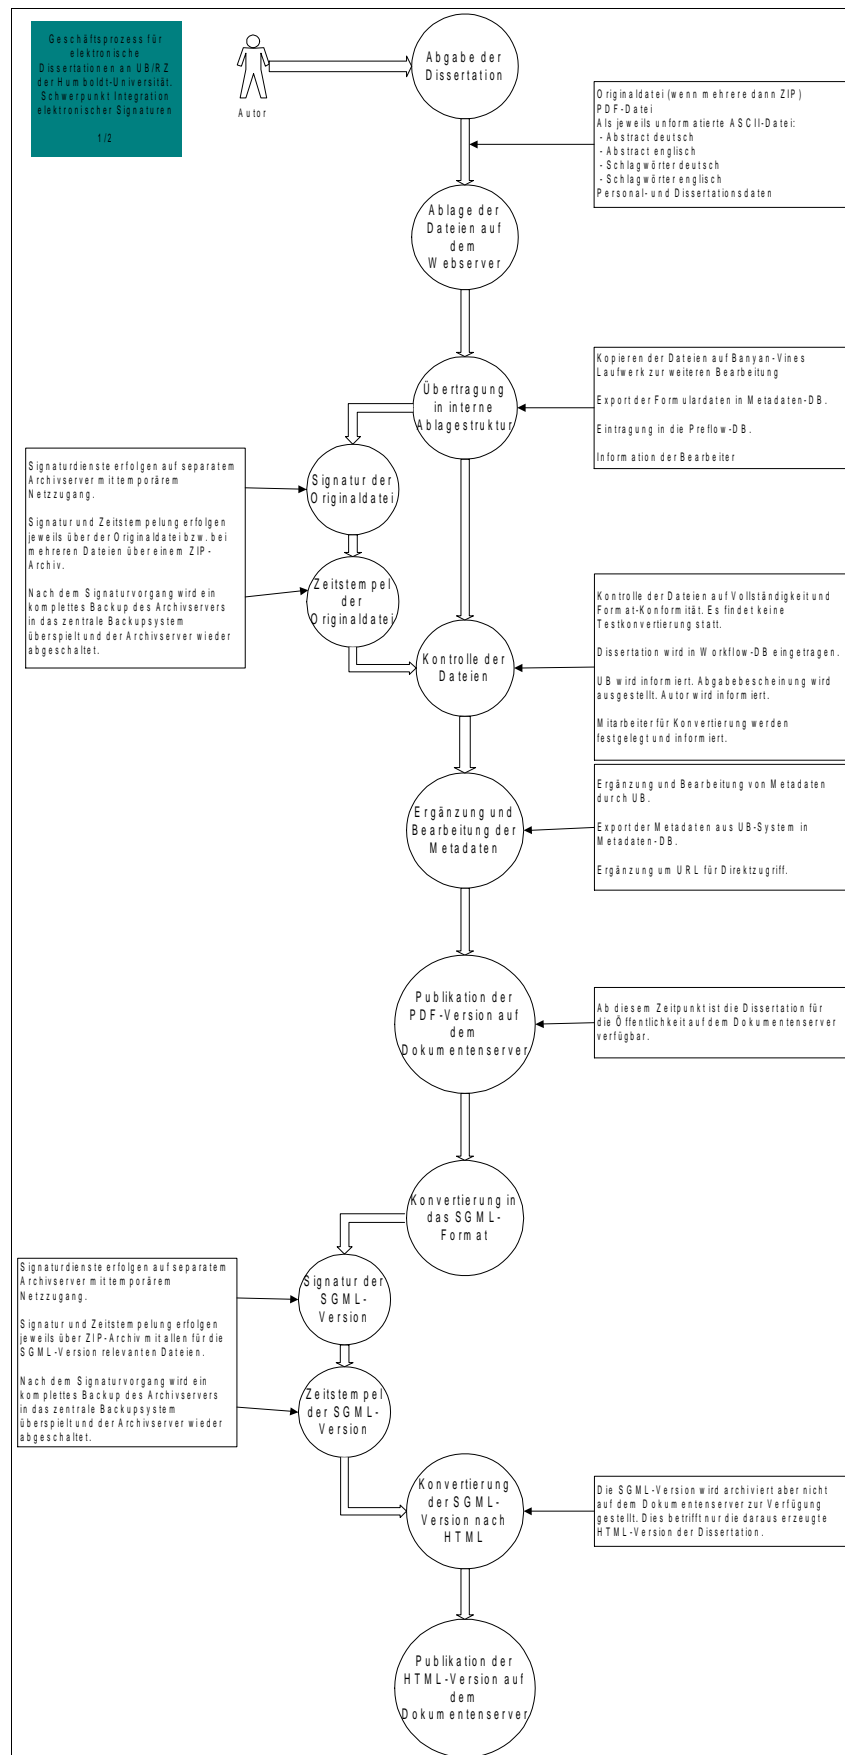 Geschäftsprozess für
elektronische
Dissertationen an UB/RZ
der Humboldt-Universität.
Schwerpunkt Integration
elektronischer Signaturen
1/2
Autor
Abgabe der
Dissertation
Originaldatei (wenn mehrere dann ZIP)
PDF-Datei
Als jeweils unformatierte ASCII-Datei:
- Abstract deutsch
- Abstract englisch
- Schlagwörter deutsch
- Schlagwörter englisch
Personal- und Dissertationsdaten
Ablage der
Dateien auf
dem
Webserver
Übertragung
in interne
Ablagestruktur
Kopieren der Dateien auf Banyan-Vines
Laufwerk zur weiteren Bearbeitung
Export der Formulardaten in Metadaten-DB.
Eintragung in die Preflow-DB.
Information der Bearbeiter
Signaturdienste erfolgen auf separatem
Archivserver mit temporärem
Netzzugang.
Signatur und Zeitstempelung erfolgen
jeweils über der Originaldatei bzw. bei
mehreren Dateien über einem ZIP-
Archiv.
Nach dem Signaturvorgang wird ein
komplettes Backup des Archivservers
in das zentrale Backupsystem
überspielt und der Archivserver wieder
abgeschaltet.
Signatur der
Originaldatei
Zeitstempel
der
Originaldatei
Kontrolle der
Dateien
Kontrolle der Dateien auf Vollständigkeit und
Format-Konformität. Es findet keine
Testkonvertierung statt.
Dissertation wird in Workflow-DB eingetragen.
UB wird informiert. Abgabebescheinung wird
ausgestellt. Autor wird informiert.
Mitarbeiter für Konvertierung werden
festgelegt und informiert.
Ergänzung und
Bearbeitung der
Metadaten
Ergänzung und Bearbeitung von Metadaten
durch UB.
Export der Metadaten aus UB-System in
Metadaten-DB.
Ergänzung um URL für Direktzugriff.
Publikation der
PDF-Version auf
dem
Dokumentenserver
Ab diesem Zeitpunkt ist die Dissertation für
die Öffentlichkeit auf dem Dokumentenserver
verfügbar.
Konvertierung in
das SGML-
Format
Signaturdienste erfolgen auf separatem
Archivserver mit temporärem
Netzzugang.
Signatur und Zeitstempelung erfolgen
jeweils über ZIP-Archiv mit allen für die
SGML-Version relevanten Dateien.
Nach dem Signaturvorgang wird ein
komplettes Backup des Archivservers
in das zentrale Backupsystem
überspielt und der Archivserver wieder
abgeschaltet.
Signatur der
SGML-
Version
Zeitstempel
der SGML-
Version
Konvertierung
der SGML-
Version nach
HTML
Die SGML-Version wird archiviert aber nicht
auf dem Dokumentenserver zur Verfügung
gestellt. Dies betrifft nur die daraus erzeugte
HTML-Version der Dissertation.
Publikation der
HTML-Version auf
dem
Dokumentenserver